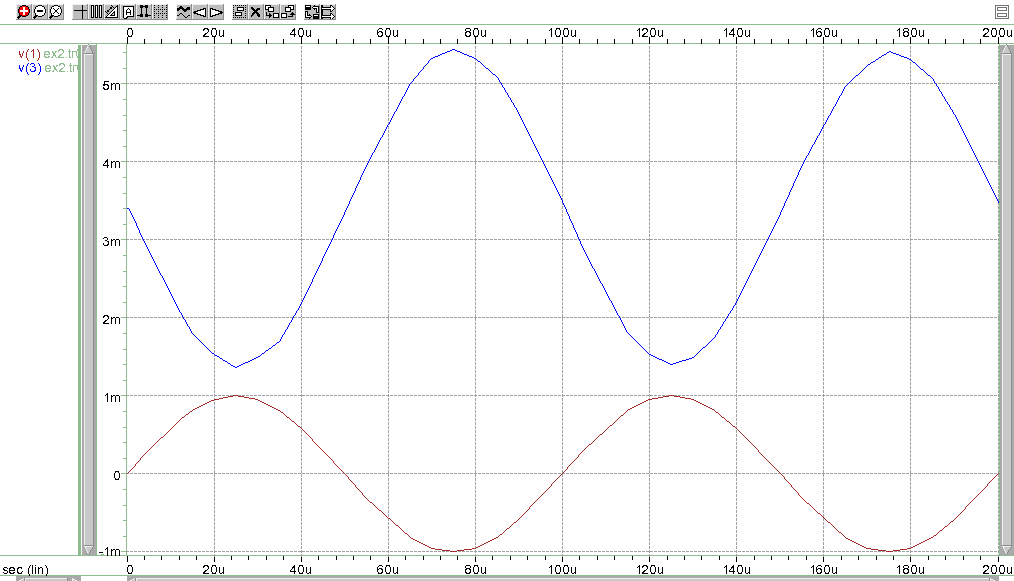 A
0 20u 40u 60u 80u 100u 120u 140u 160u 180u 200u
v(1) ex2.tr
v(3) ex2.tr
5m
4m
3m
2m
1m
0
-1m
sec (lin) 0 20u 40u 60u 80u 100u 120u 140u 160u 180u 200u